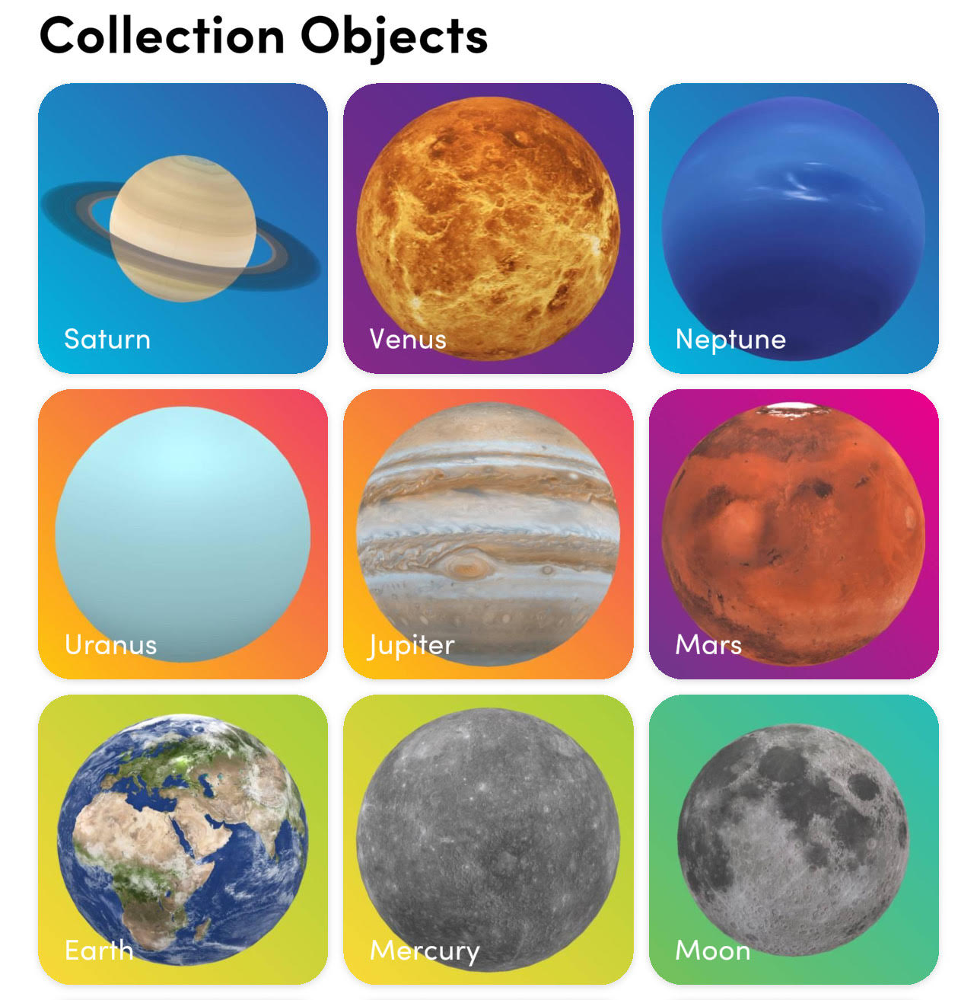 Collection Objects
Saturn
Venus
Neptune
Uranus
Jupiter
Mars
Earth
Mercury
Moon